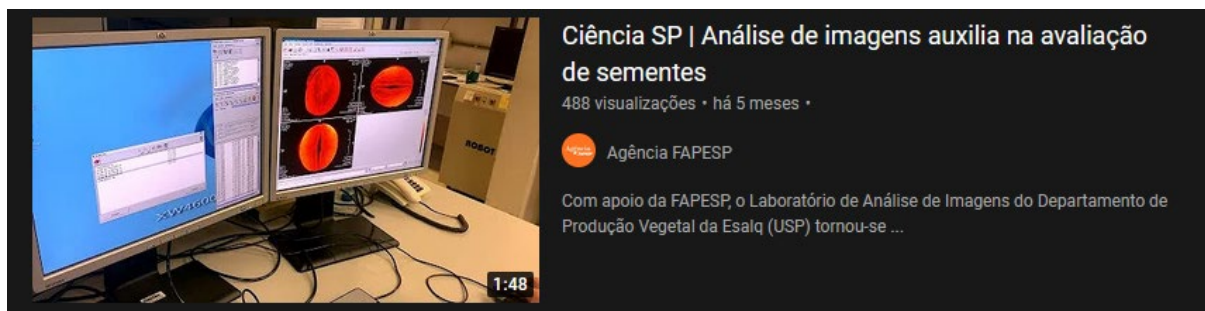 Ciência SP | Análise de imagens auxilia na avaliação
de sementes
488 visualizações • há 5 meses •
Agência FAPESP
Com apoio da FAPESP, o Laboratório de Análise de Imagens do Departamento de
Produção Vegetal da Esalq (USP) tornou-se ...
ROBOT
XW4600
1:48